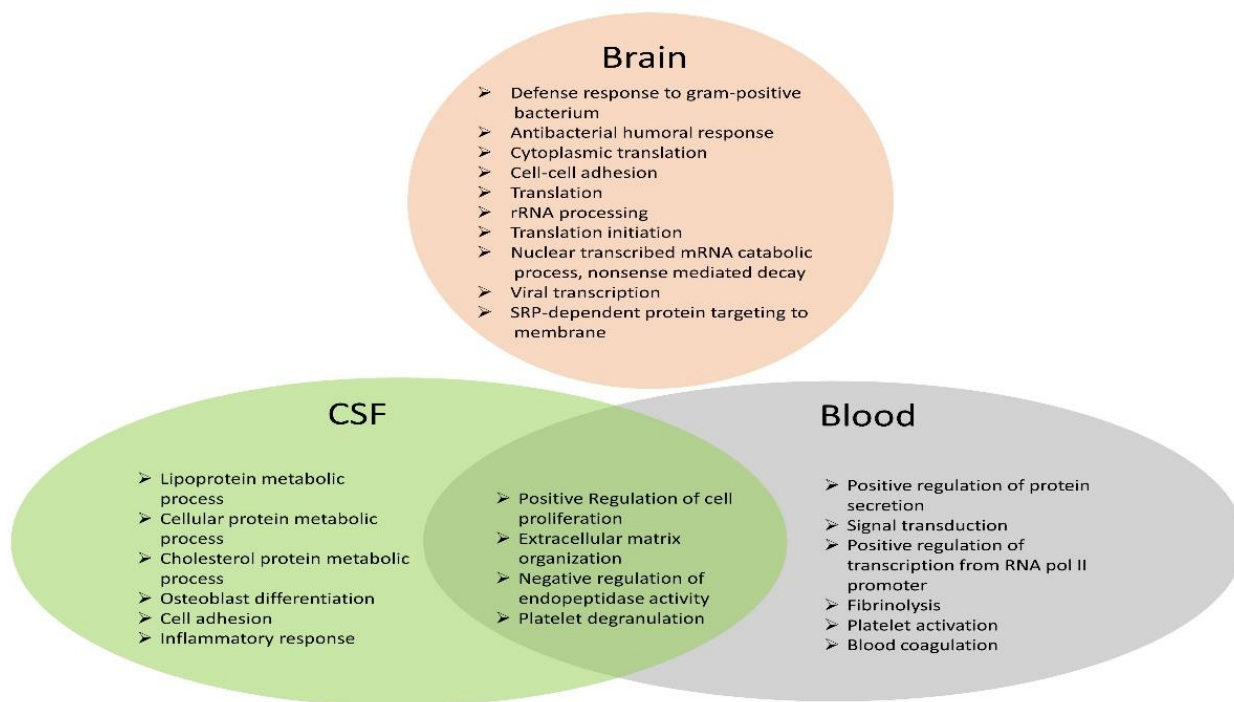 Brain
➤ Defense response to gram-positive
bacterium
➤ Antibacterial humoral response
➤ Cytoplasmic translation
➤ Cell-cell adhesion
➤ Translation
➤ rRNA processing
➤ Translation initiation
➤ Nuclear transcribed mRNA catabolic
process, nonsense mediated decay
➤ Viral transcription
➤ SRP-dependent protein targeting to
membrane
CSF
➤ Lipoprotein metabolic
process
➤ Cellular protein metabolic
process
➤ Cholesterol protein metabolic
process
➤ Osteoblast differentiation
➤ Cell adhesion
➤ Inflammatory response
➤ Positive Regulation of cell
proliferation
➤ Extracellular matrix
organization
➤ Negative regulation of
endopeptidase activity
➤ Platelet degranulation
Blood
➤ Positive regulation of protein
secretion
➤ Signal transduction
➤ Positive regulation of
transcription from RNA pol II
promoter
➤ Fibrinolysis
➤ Platelet activation
➤ Blood coagulation